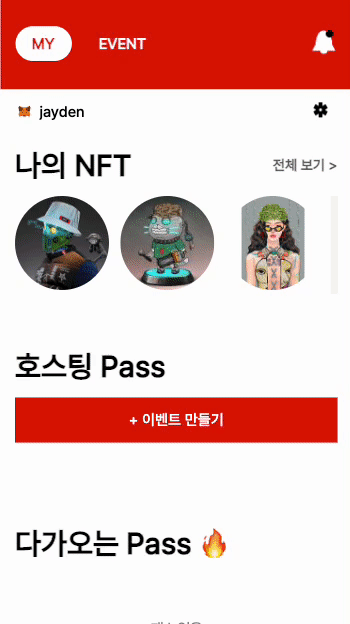 MY EVENT
jayden
나의 NFT 전체 보기 >
호스팅 Pass
+ 이벤트 만들기
다가오는 Pass 🔥